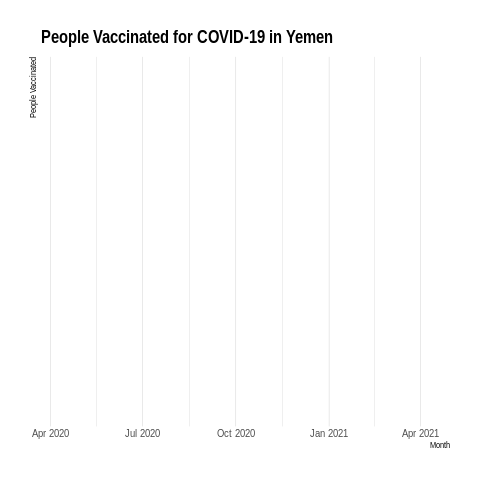 People Vaccinated for COVID-19 in Yemen
People Vaccinated
Apr 2020
Jul 2020
Oct 2020
Jan 2021
Apr 2021
Month